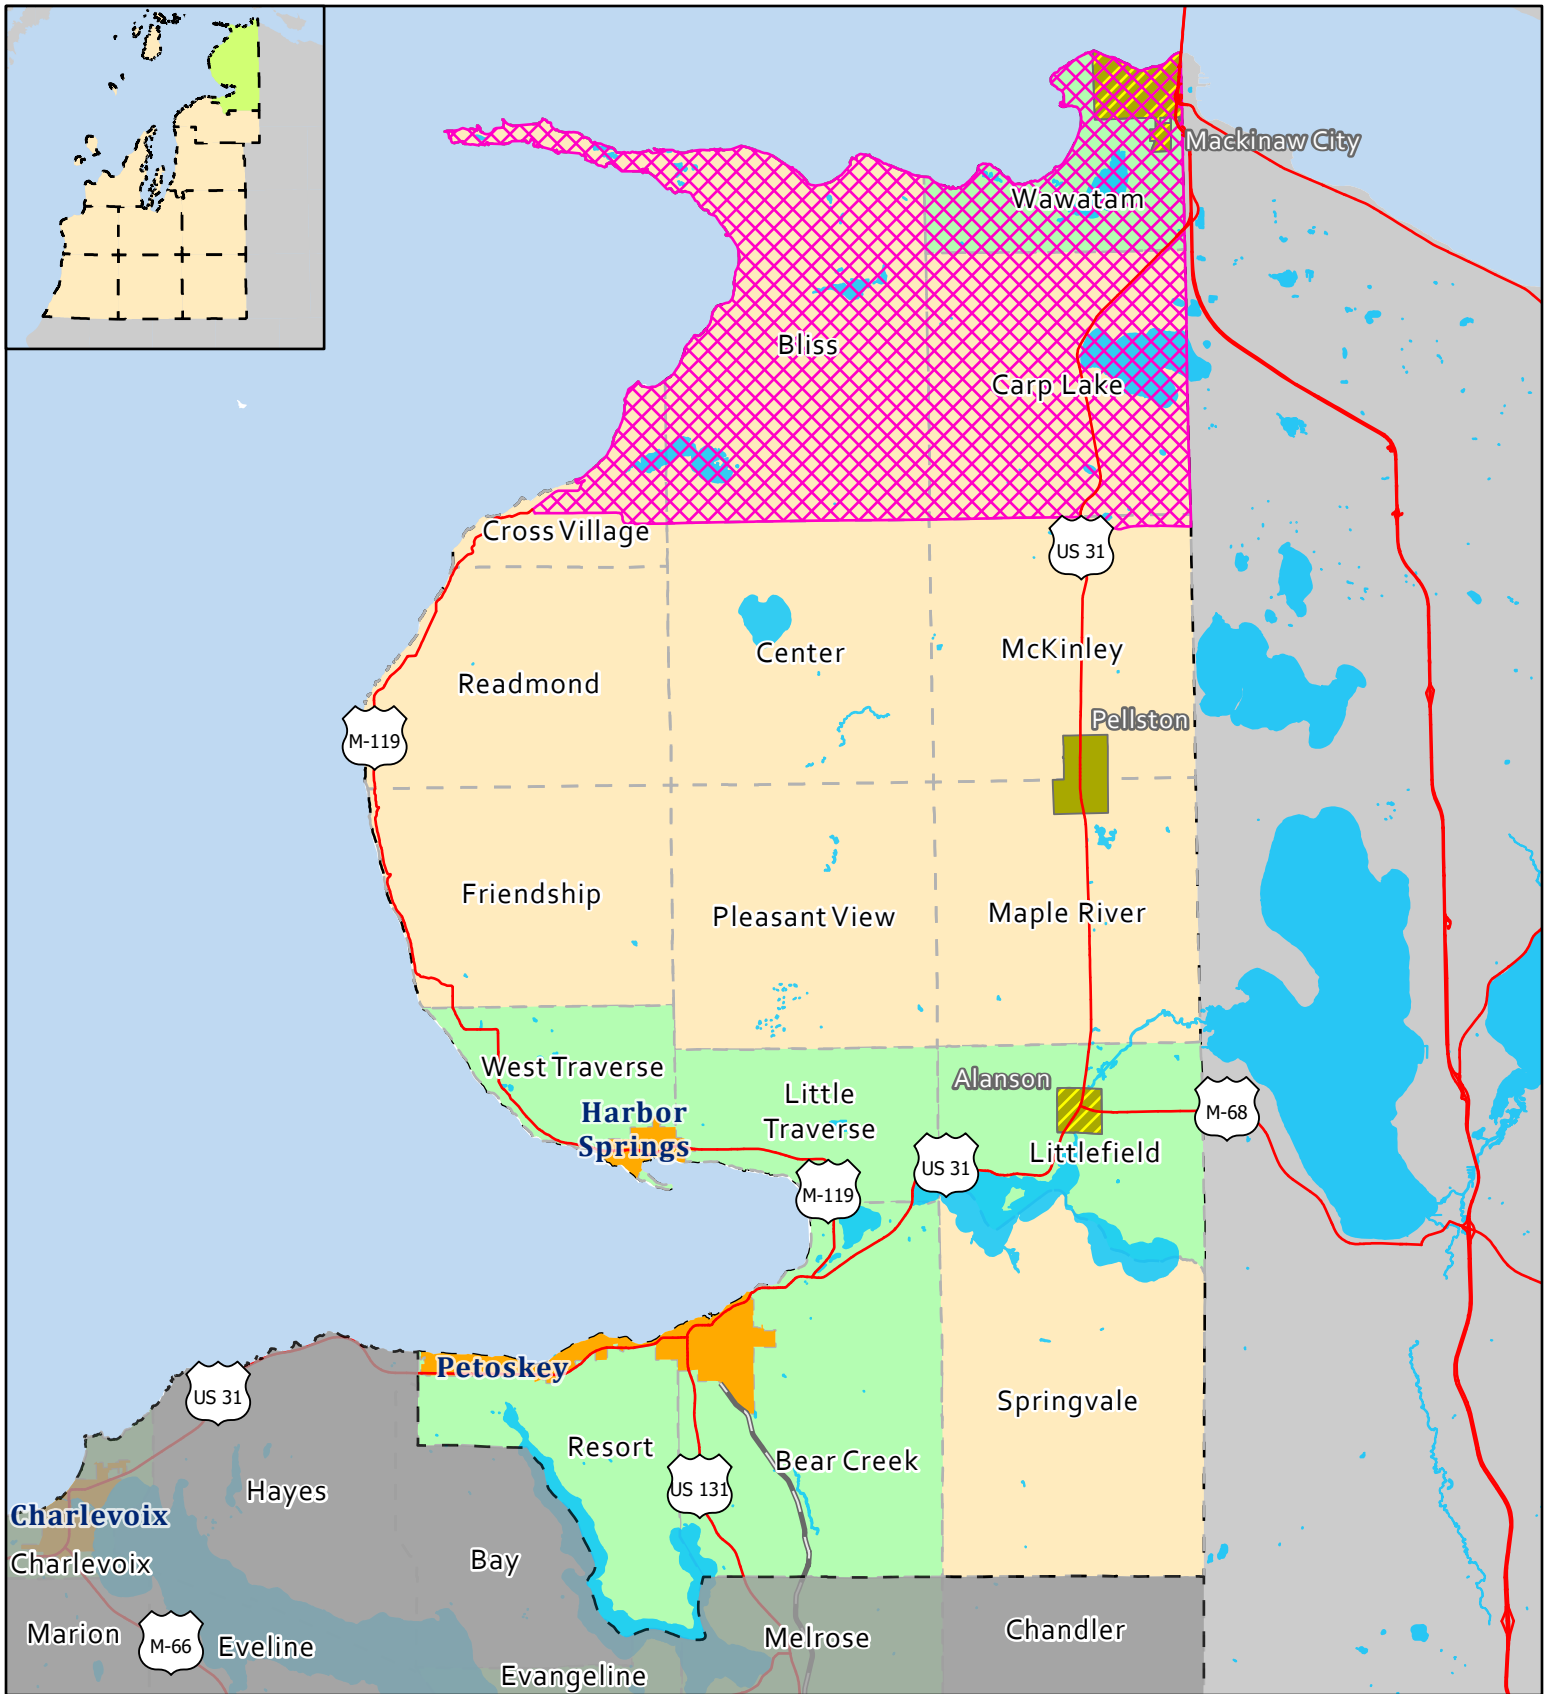 Mackinaw City
Wawatam
Bliss
Carp Lake
Cross Village
US 31
Center
McKinley
Readmond
Pellston
M-119
Friendship
Pleasant View
Maple River
West Traverse
Alanson
Little
Traverse
Harbor
Springs
M-68
Littlefield
US 31
M-119
Petoskey
US 31
Springvale
Resort
Bear Creek
Hayes
US 131
Charlevoix
Charlevoix
Bay
Marion
M-66
Eveline
Melrose
Chandler
Evangeline